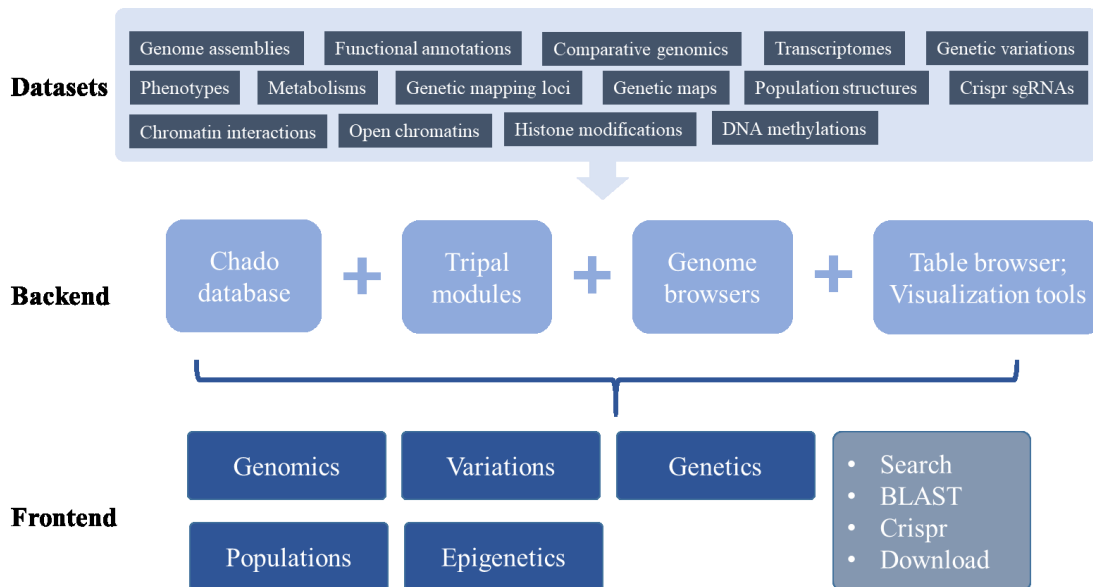 Genome assemblies Functional annotations Comparative genomics Transcriptomes Genetic variations
Datasets
Phenotypes Metabolisms Genetic mapping loci Genetic maps Population structures Crispr sgRNAs
Chromatin interactions Open chromatins Histone modifications DNA methylations
Backend
Chado
database
+
Tripal
modules
+
Genome
browsers
+
Table browser;
Visualization tools
Frontend
Genomics Variations Genetics
Populations Epigenetics
• Search
• BLAST
• Crispr
• Download